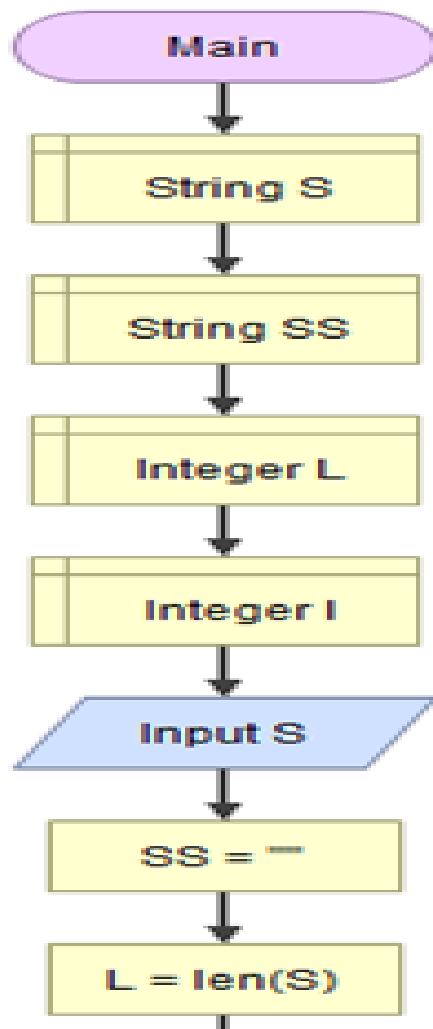 Main
String S
String SS
Integer L
Integer I
Input S
SS = ""
L = len(S)